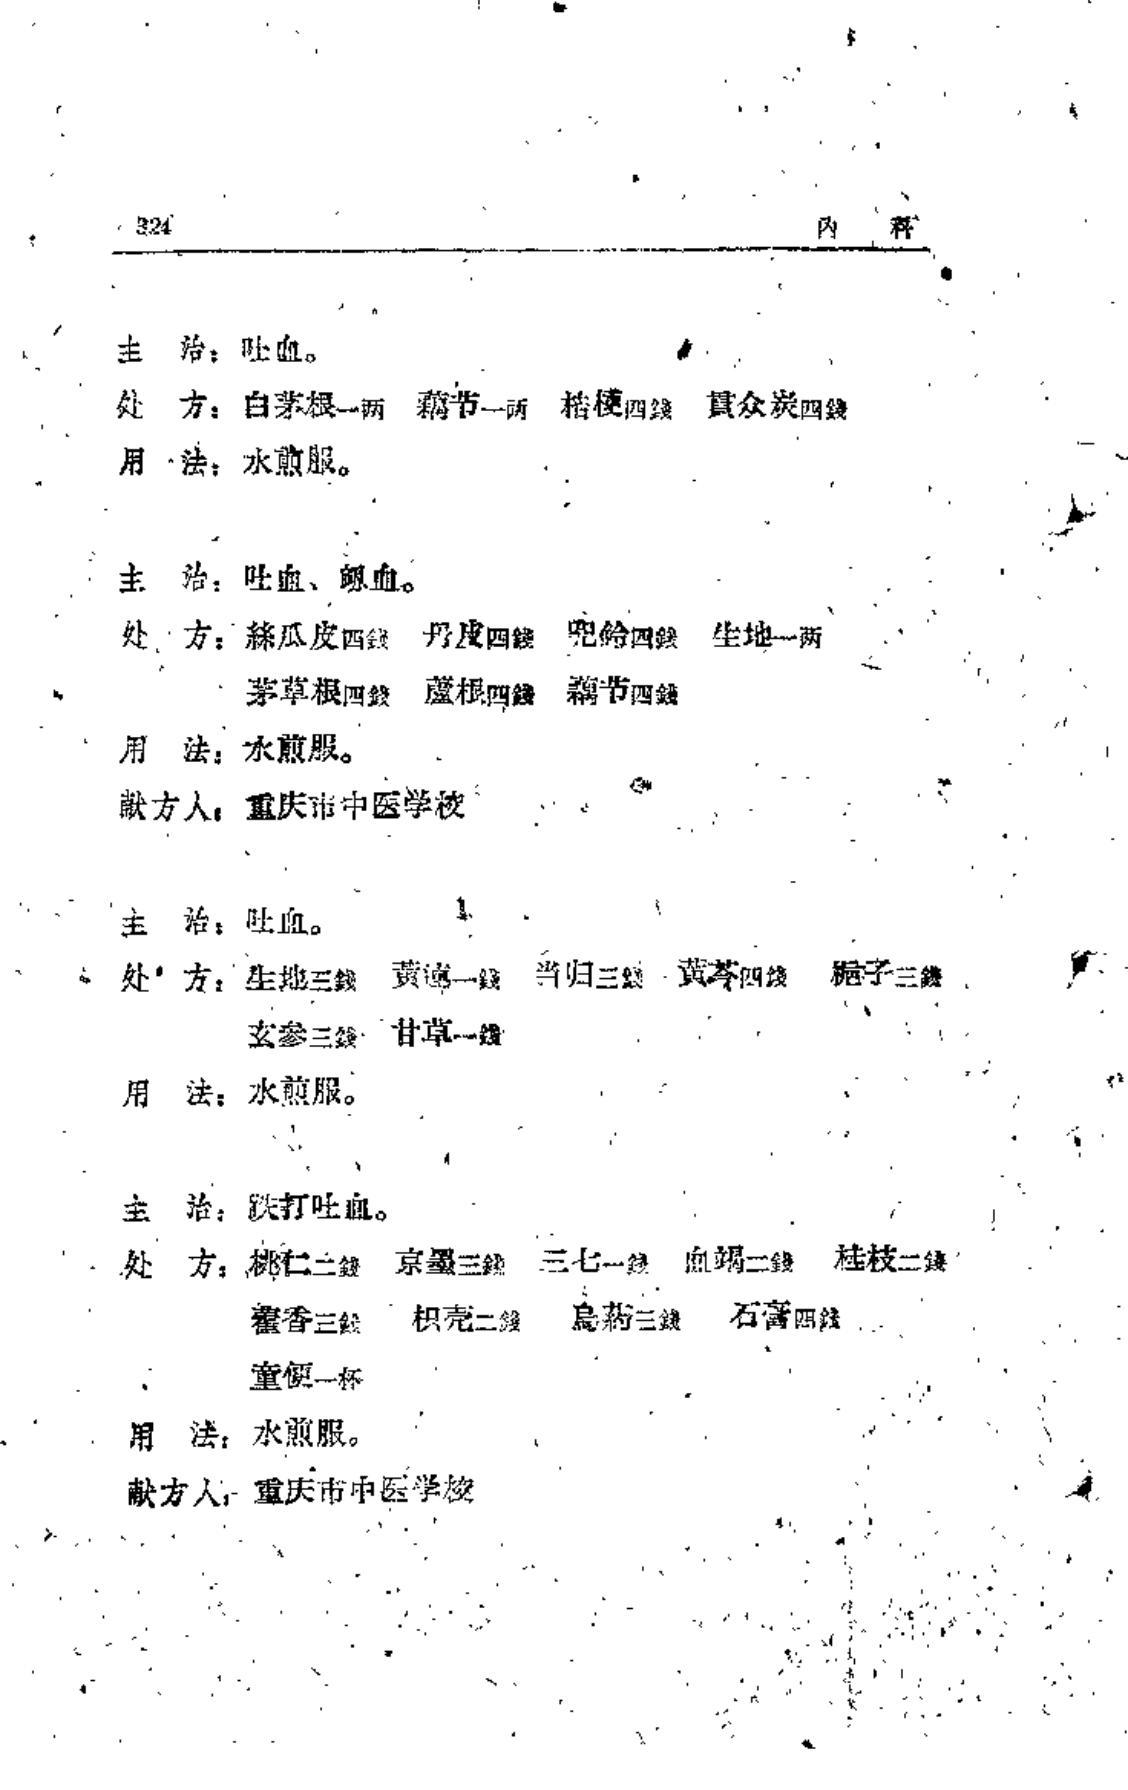 324 内 科
主 治：吐血。
处 方：白茅根一两 藕节一两 桔梗四錢 貫众炭四錢
用 法：水煎服。
主 治：吐血、衄血。
处 方：絲瓜皮四錢 丹皮四錢 兜鈴四錢 生地一两
茅草根四錢 蘆根四錢 藕节四錢
用 法：水煎服。
献方人：重庆市中医学校
主 治：吐血。
处 方：生地三錢 黃連一錢 当归三錢 黃芩四錢 梔子三錢
玄参三錢 甘草一錢
用 法：水煎服。
主 治：跌打吐血。
处 方：桃仁二錢 京墨三錢 三七一錢 血竭二錢 桂枝二錢
藿香三錢 枳壳二錢 烏葯三錢 石膏四錢
童便一杯
用 法：水煎服。
献方人：重庆市中医学校